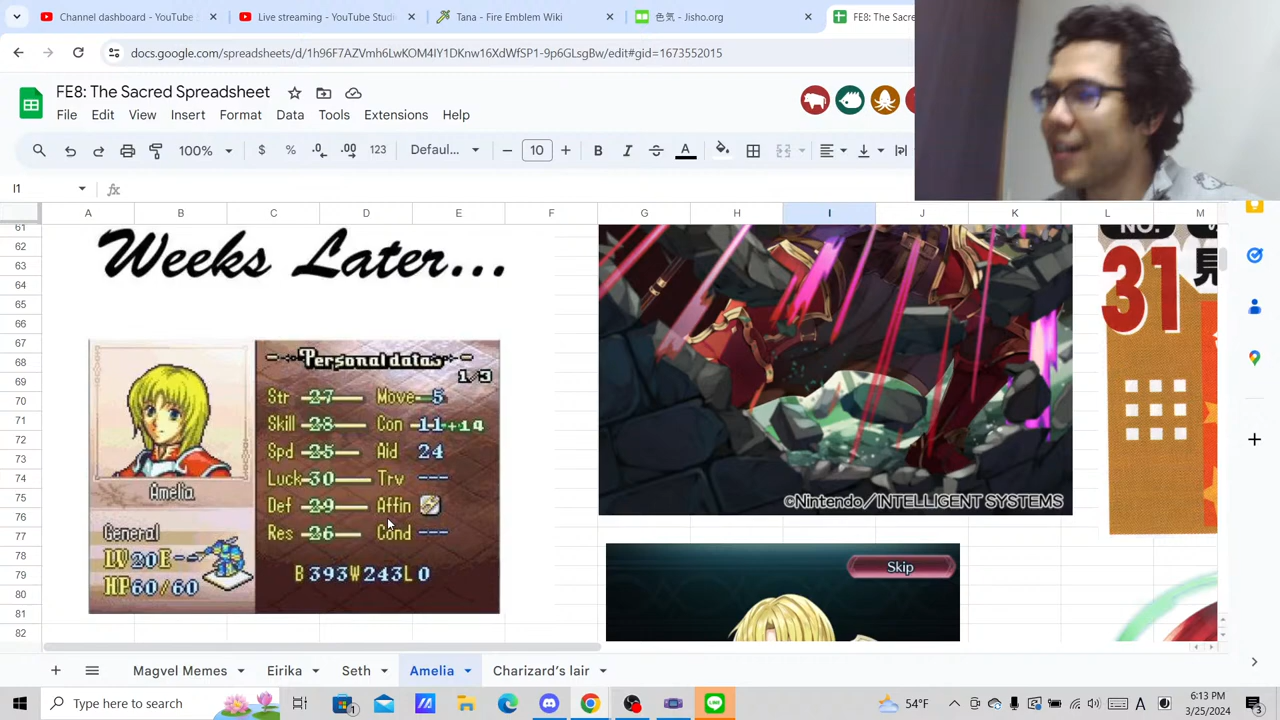 Channel dashboard - YouTube Stu
Live streaming - YouTube Studio
Tana - Fire Emblem Wiki
色気 - Jisho.org
FE8: The Sacr
docs.google.com/spreadsheets/d/1h96F7AZVmh6LwKOM4IY1DKnw16XdWfSP1-9p6GLsgBw/edit#gid=1673552015
FE8: The Sacred Spreadsheet
File Edit View Insert Format Data Tools Extensions Help
100% $ % .0 .00 123 Defaul... 10 B I A
I1 fx
A B C D E F G H I J K L M
61
62
63
64
65
66
67
68
69
70
71
72
73
74
75
76
77
78
79
80
81
82
Weeks Later...
Personal data
1/3
Str 27 Move 5
Skill 28 Con 11+14
Spd 25 Aid 24
Luck 30 Trv ---
Def 29 Affin
Res 26 Cond ---
B 393 W 243 L 0
Amelia
General
LV 20 E --
HP 60/60
©Nintendo/INTELLIGENT SYSTEMS
Skip
NO.
31
見
Magvel Memes Eirika Seth Amelia Charizard's lair
Type here to search
54°F
A
6:13 PM
3/25/2024
3